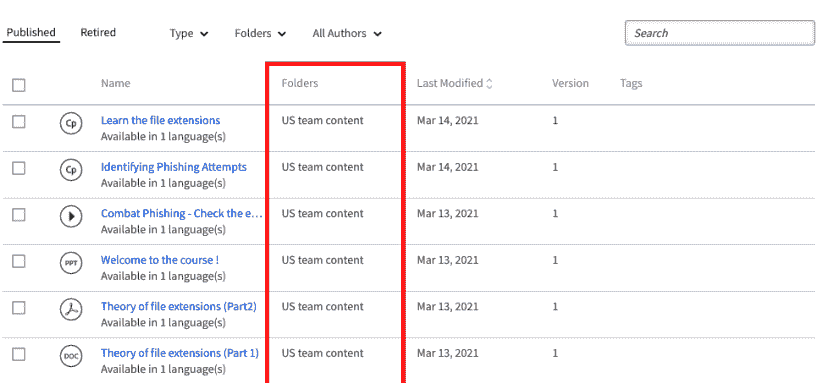 Published Retired Type Folders All Authors Search
Name Folders Last Modified Version Tags
Cp Learn the file extensions US team content Mar 14, 2021 1
Available in 1 language(s)
Cp Identifying Phishing Attempts US team content Mar 14, 2021 1
Available in 1 language(s)
Combat Phishing - Check the e... US team content Mar 13, 2021 1
Available in 1 language(s)
PPT Welcome to the course ! US team content Mar 13, 2021 1
Available in 1 language(s)
Theory of file extensions (Part2) US team content Mar 13, 2021 1
Available in 1 language(s)
DOC Theory of file extensions (Part 1) US team content Mar 13, 2021 1
Available in 1 language(s)